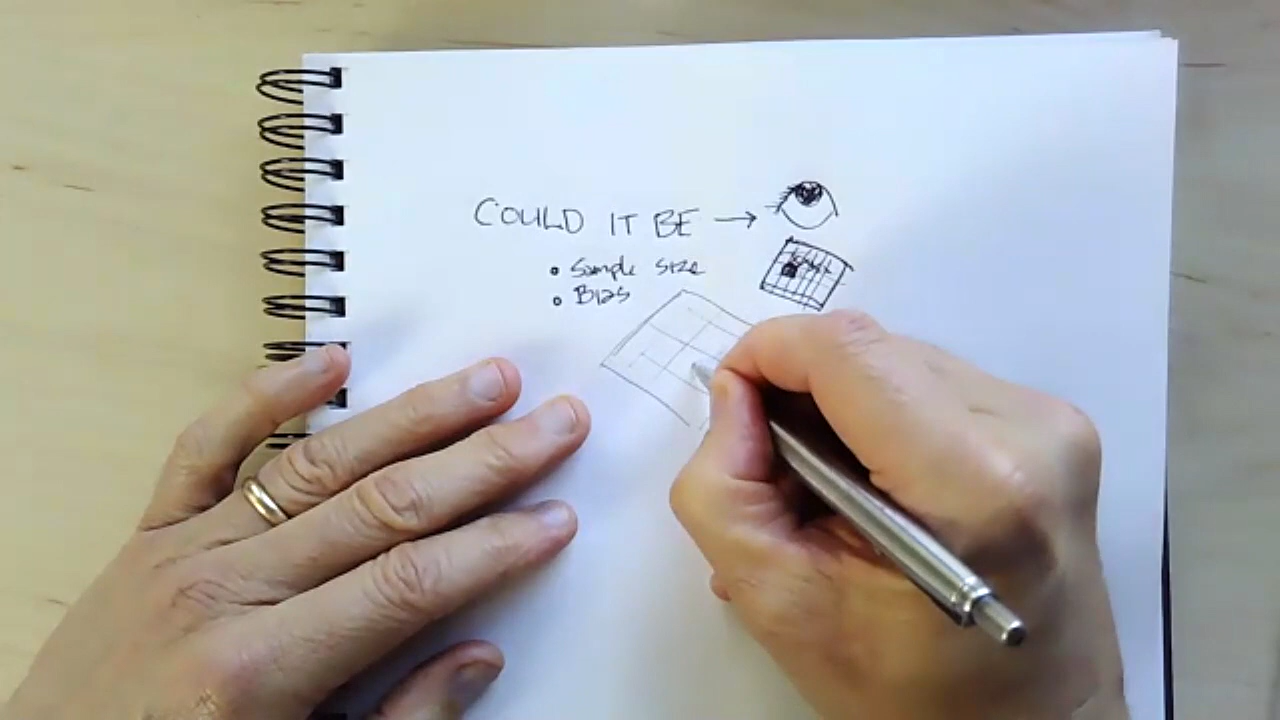 COULD IT BE →
• Sample size
• Bias